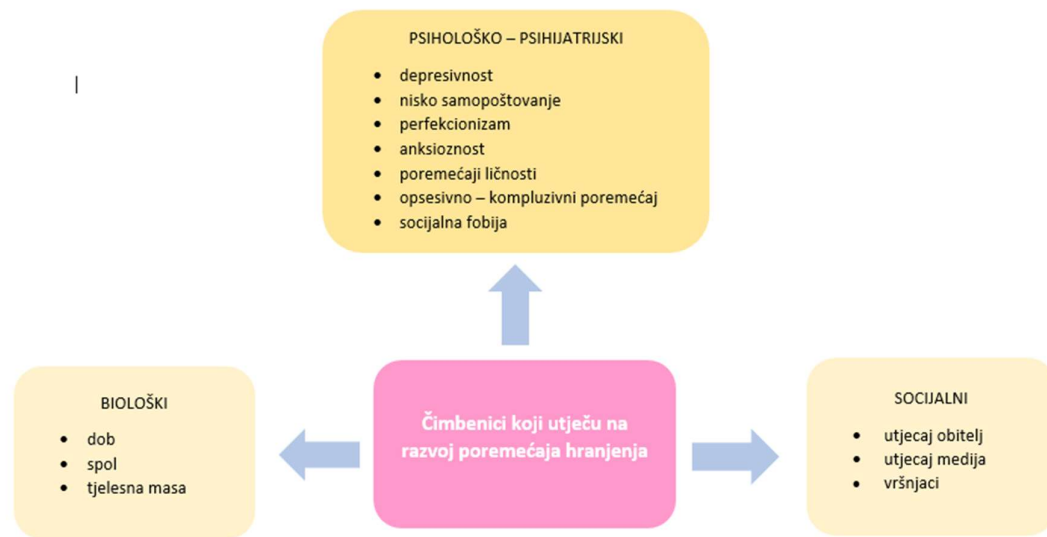 PSIHOLOŠKO – PSIHIJATRIJSKI
• depresivnost
• nisko samopoštovanje
• perfekcionizam
• anksioznost
• poremećaji ličnosti
• opsesivno – kompluzivni poremećaj
• socijalna fobija
BIOLOŠKI
• dob
• spol
• tjelesna masa
Čimbenici koji utječu na
razvoj poremećaja hranjenja
SOCIJALNI
• utjecaj obitelj
• utjecaj medija
• vršnjaci